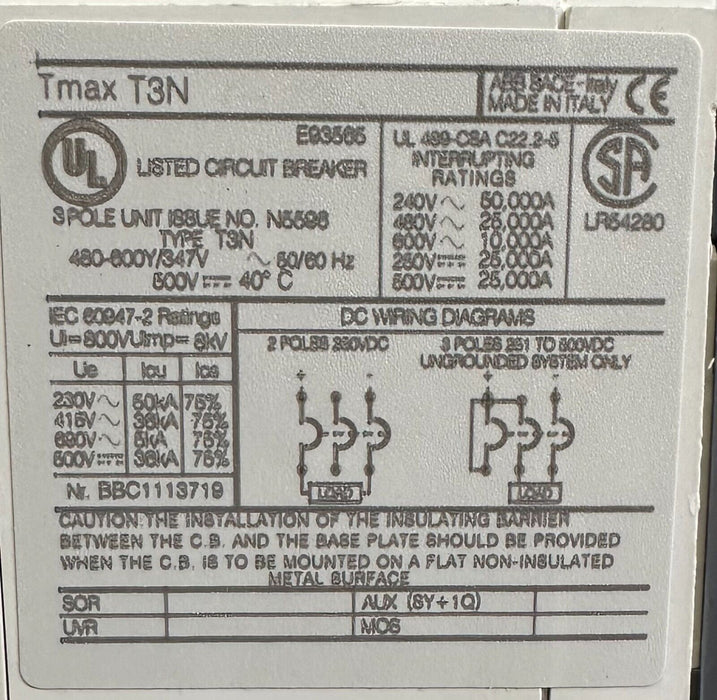 Tmax T3N
ABB SACE-Italy
MADE IN ITALY
CE
UL
E93565
LISTED CIRCUIT BREAKER
3 POLE UNIT ISSUE NO. N5596
TYPE T3N
480-600Y/347V ~ 50/60 Hz
500V ⎓ 40° C
UL 489-CSA C22.2-5
INTERRUPTING
RATINGS
240V ~ 50,000A
480V ~ 25,000A
600V ~ 10,000A
250V ⎓ 25,000A
500V ⎓ 25,000A
SA
LR54280
IEC 60947-2 Ratings
Ui=800V Uimp= 8kV
Ue Icu Ics
230V ~ 50kA 75%
415V ~ 36kA 75%
690V ~ 5kA 75%
500V ⎓ 36kA 75%
Nr. BBC1113719
DC WIRING DIAGRAMS
2 POLES 250VDC
+ -
LOAD
3 POLES 251 TO 500VDC
UNGROUNDED SYSTEM ONLY
+ -
LOAD
CAUTION: THE INSTALLATION OF THE INSULATING BARRIER
BETWEEN THE C.B. AND THE BASE PLATE SHOULD BE PROVIDED
WHEN THE C.B. IS TO BE MOUNTED ON A FLAT NON-INSULATED
METAL SURFACE
SOR AUX (SY+1Q)
UVR MOS